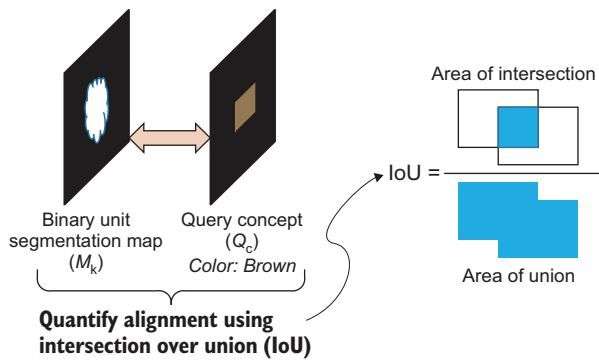 Binary unit
segmentation map
(Mk)
Query concept
(Qc)
Color: Brown
Quantify alignment using
intersection over union (IoU)
IoU =
Area of intersection
Area of union